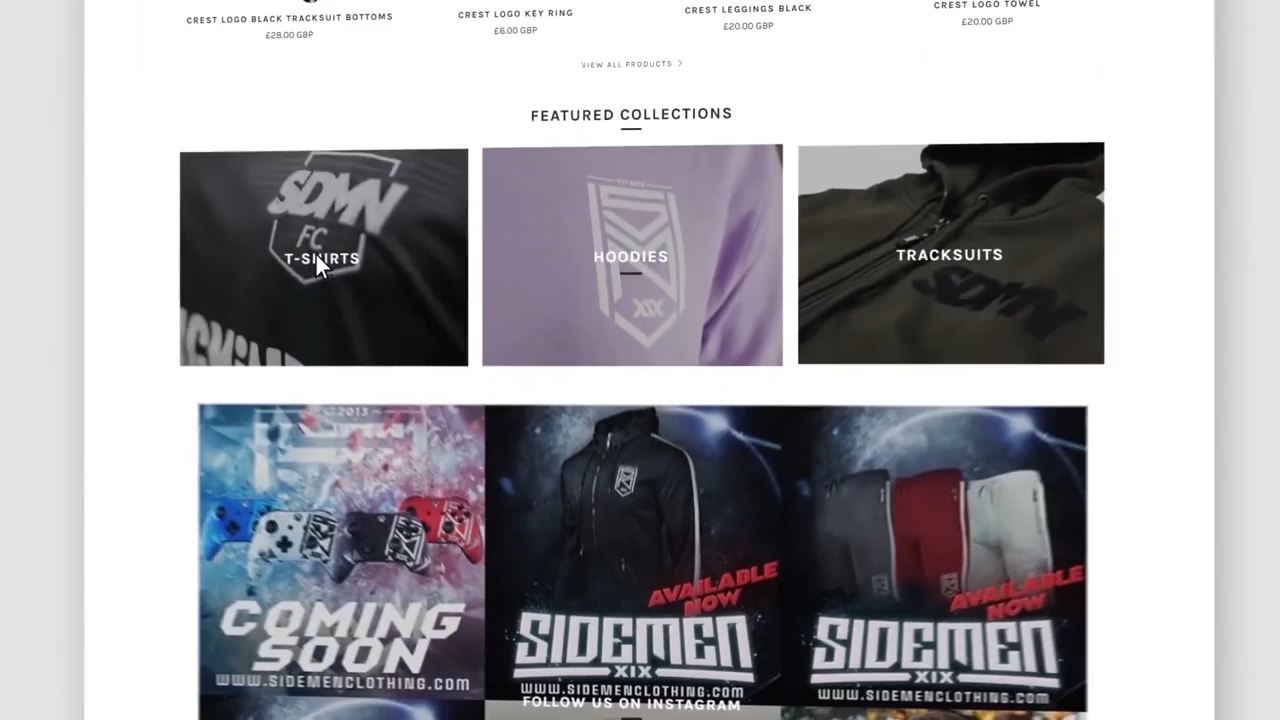 CREST LOGO BLACK TRACKSUIT BOTTOMS
£28.00 GBP
CREST LOGO KEY RING
£6.00 GBP
CREST LEGGINGS BLACK
£20.00 GBP
CREST LOGO TOWEL
£20.00 GBP
VIEW ALL PRODUCTS >
FEATURED COLLECTIONS
SDMN
FC
T-SHIRTS
HOODIES
XIX
TRACKSUITS
SDMN
2013
COMING
SOON
WWW.SIDEMENCLOTHING.COM
AVAILABLE
NOW
SIDEMEN
XIX
WWW.SIDEMENCLOTHING.COM
AVAILABLE
NOW
SIDEMEN
XIX
WWW.SIDEMENCLOTHING.COM
FOLLOW US ON INSTAGRAM